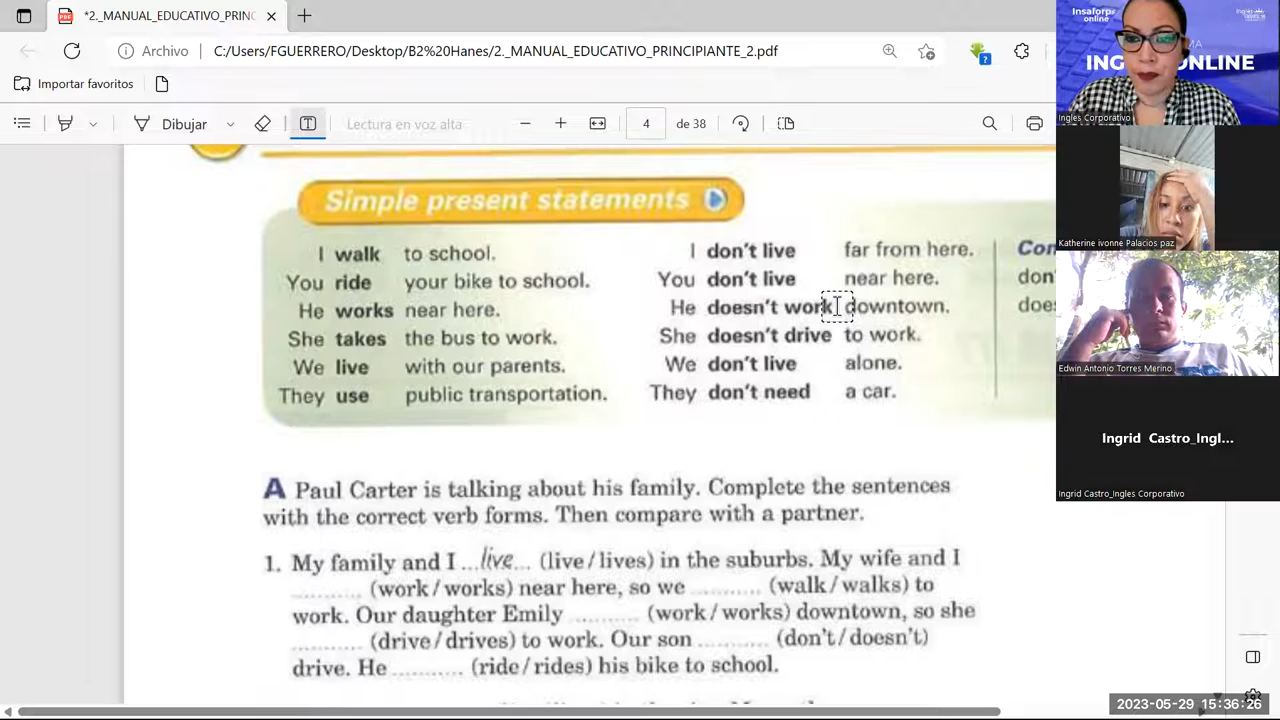 *2._MANUAL_EDUCATIVO_PRINC
Archivo
C:/Users/FGUERRERO/Desktop/B2%20Hanes/2._MANUAL_EDUCATIVO_PRINCIPIANTE_2.pdf
Importar favoritos
Dibujar
Lectura en voz alta
4
de 38
Simple present statements
I walk to school.
You ride your bike to school.
He works near here.
She takes the bus to work.
We live with our parents.
They use public transportation.
I don't live far from here.
You don't live near here.
He doesn't work downtown.
She doesn't drive to work.
We don't live alone.
They don't need a car.
Con
don'
does
A Paul Carter is talking about his family. Complete the sentences
with the correct verb forms. Then compare with a partner.
1. My family and I ...live... (live / lives) in the suburbs. My wife and I
............ (work / works) near here, so we ............ (walk / walks) to
work. Our daughter Emily ............ (work / works) downtown, so she
............ (drive / drives) to work. Our son ............ (don't / doesn't)
drive. He ............ (ride / rides) his bike to school.
Insaforp
online
MA
ING ONLINE
Ingles Corporativo
Katherine ivonne Palacios paz
Edwin Antonio Torres Merino
Ingrid Castro_Ingl...
Ingrid Castro_Ingles Corporativo
2023-05-29 15:36:26